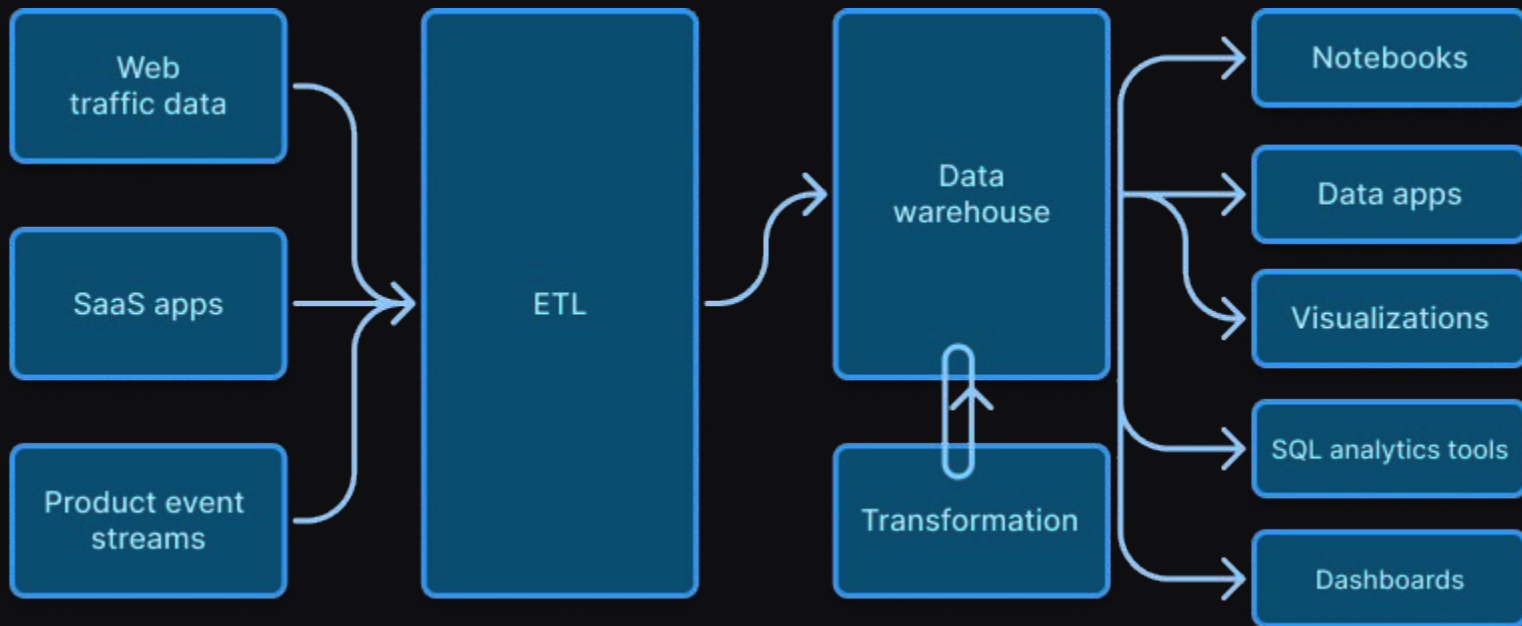 Web
traffic data
SaaS apps
Product event
streams
ETL
Data
warehouse
Transformation
Notebooks
Data apps
Visualizations
SQL analytics tools
Dashboards